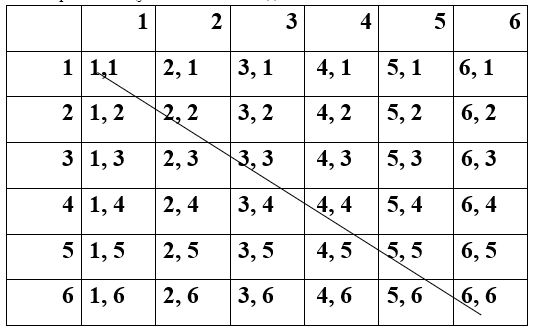 1 2 3 4 5 6
1 1,1 2, 1 3, 1 4, 1 5, 1 6, 1
2 1, 2 2, 2 3, 2 4, 2 5, 2 6, 2
3 1, 3 2, 3 3, 3 4, 3 5, 3 6, 3
4 1, 4 2, 4 3, 4 4, 4 5, 4 6, 4
5 1, 5 2, 5 3, 5 4, 5 5, 5 6, 5
6 1, 6 2, 6 3, 6 4, 6 5, 6 6, 6